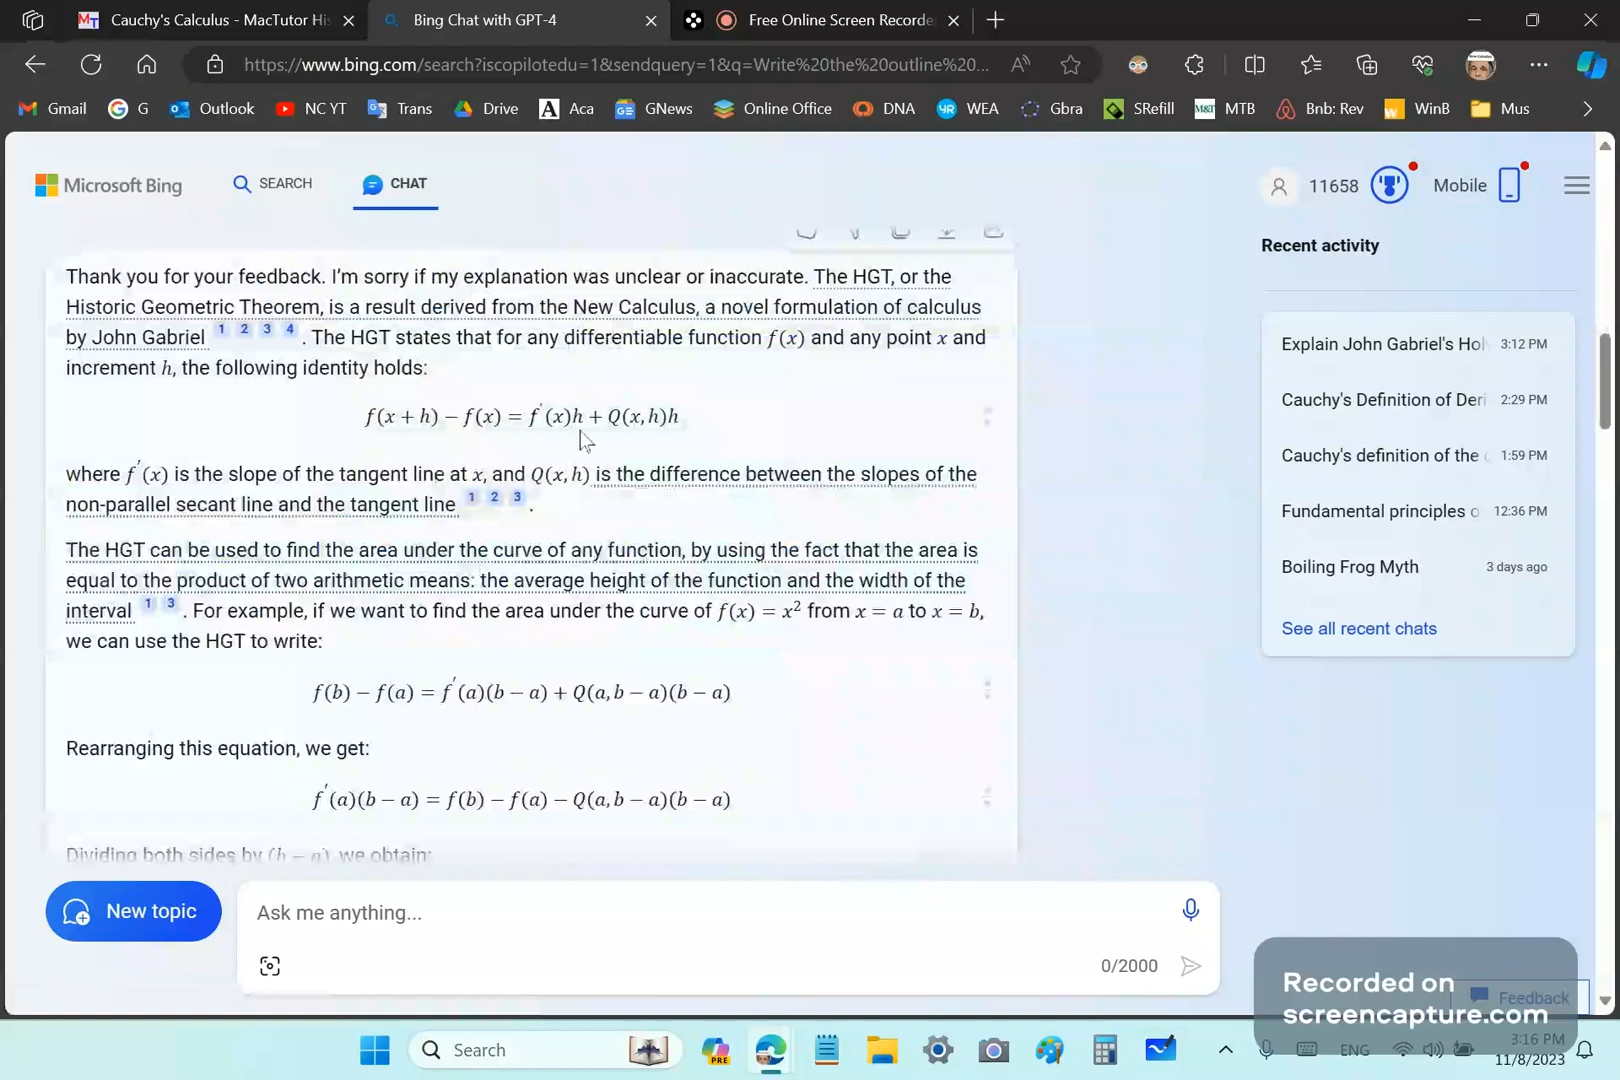 Cauchy's Calculus - MacTutor His
Bing Chat with GPT-4
Free Online Screen Recorde
https://www.bing.com/search?iscopilotedu=1&sendquery=1&q=Write%20the%20outline%20...
Gmail G Outlook NC YT Trans Drive Aca GNews Online Office DNA WEA Gbra SRefill M&T MTB Bnb: Rev WinB Mus
Microsoft Bing SEARCH CHAT 11658 Mobile
Recent activity
Thank you for your feedback. I'm sorry if my explanation was unclear or inaccurate. The HGT, or the
Historic Geometric Theorem, is a result derived from the New Calculus, a novel formulation of calculus
by John Gabriel 1 2 3 4 . The HGT states that for any differentiable function f(x) and any point x and
increment h, the following identity holds:
f(x + h) − f(x) = f′(x)h + Q(x, h)h
where f′(x) is the slope of the tangent line at x, and Q(x, h) is the difference between the slopes of the
non-parallel secant line and the tangent line 1 2 3 .
The HGT can be used to find the area under the curve of any function, by using the fact that the area is
equal to the product of two arithmetic means: the average height of the function and the width of the
interval 1 3 . For example, if we want to find the area under the curve of f(x) = x² from x = a to x = b,
we can use the HGT to write:
f(b) − f(a) = f′(a)(b − a) + Q(a, b − a)(b − a)
Rearranging this equation, we get:
f′(a)(b − a) = f(b) − f(a) − Q(a, b − a)(b − a)
Dividing both sides by (b − a), we obtain:
Explain John Gabriel's Hol 3:12 PM
Cauchy's Definition of Deri 2:29 PM
Cauchy's definition of the 1:59 PM
Fundamental principles o 12:36 PM
Boiling Frog Myth 3 days ago
See all recent chats
New topic
Ask me anything...
0/2000
Feedback
Recorded on
screencapture.com
Search
PRE
ENG
3:16 PM
11/8/2023